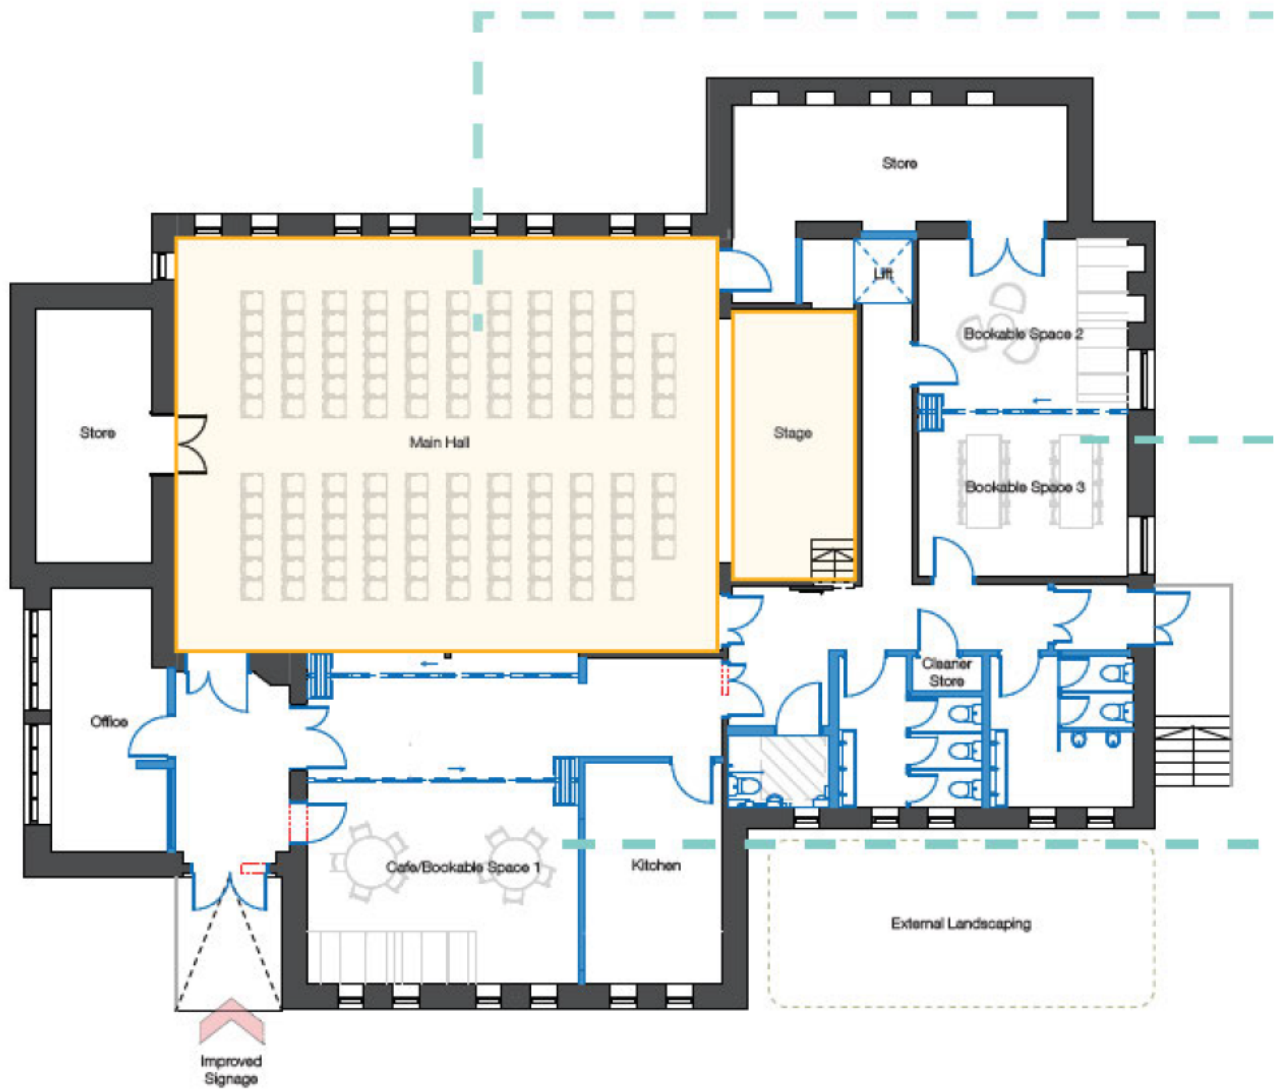 Store
Lift
Bookable Space 2
Store
Main Hall
Stage
Bookable Space 3
Cleaner
Store
Office
Cafe/Bookable Space 1
Kitchen
External Landscaping
Improved
Signage